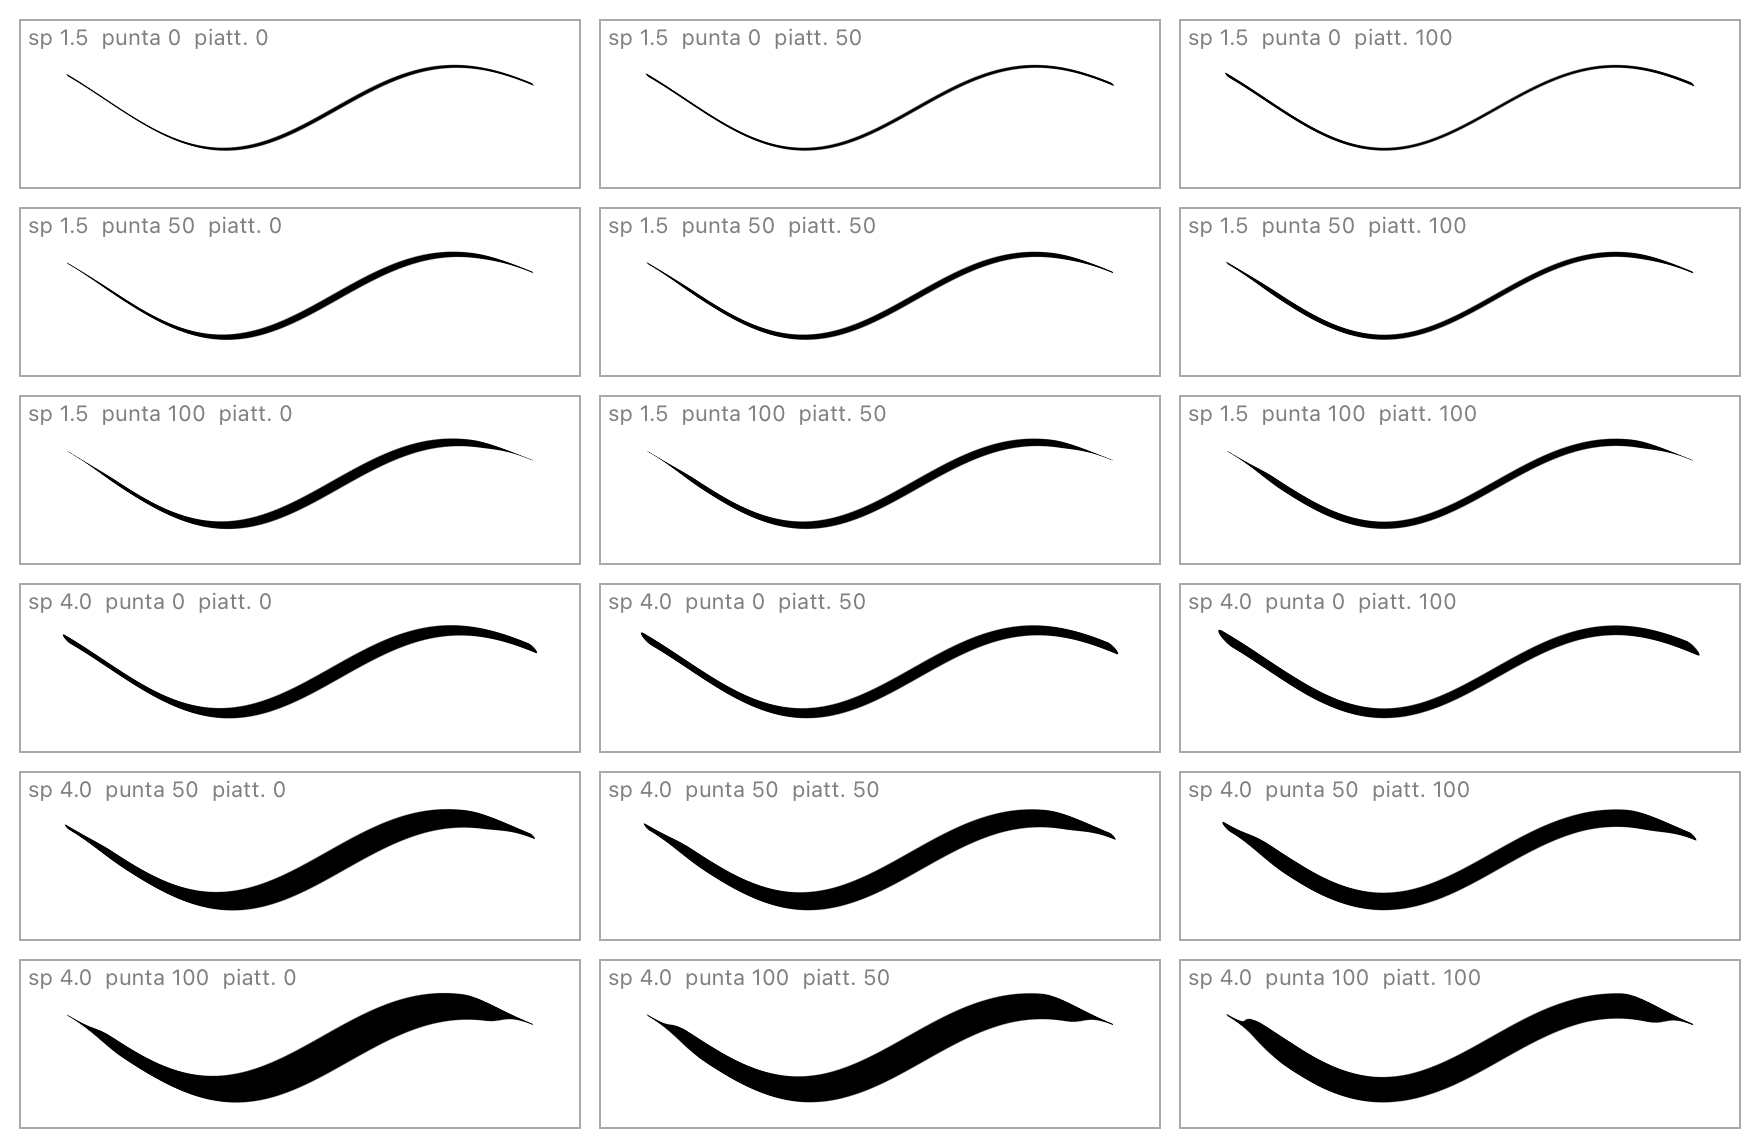 sp 1.5  punta 0  piatt. 0
sp 1.5  punta 0  piatt. 50
sp 1.5  punta 0  piatt. 100
sp 1.5  punta 50  piatt. 0
sp 1.5  punta 50  piatt. 50
sp 1.5  punta 50  piatt. 100
sp 1.5  punta 100  piatt. 0
sp 1.5  punta 100  piatt. 50
sp 1.5  punta 100  piatt. 100
sp 4.0  punta 0  piatt. 0
sp 4.0  punta 0  piatt. 50
sp 4.0  punta 0  piatt. 100
sp 4.0  punta 50  piatt. 0
sp 4.0  punta 50  piatt. 50
sp 4.0  punta 50  piatt. 100
sp 4.0  punta 100  piatt. 0
sp 4.0  punta 100  piatt. 50
sp 4.0  punta 100  piatt. 100